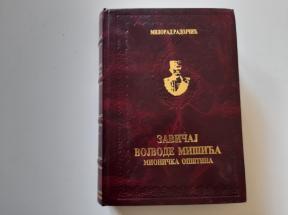 МИЛОРАД РАДОЈЧИЋ
ЗАВИЧАЈ
ВОЈВОДЕ МИШИЋА
МИОНИЧКА ОПШТИНА